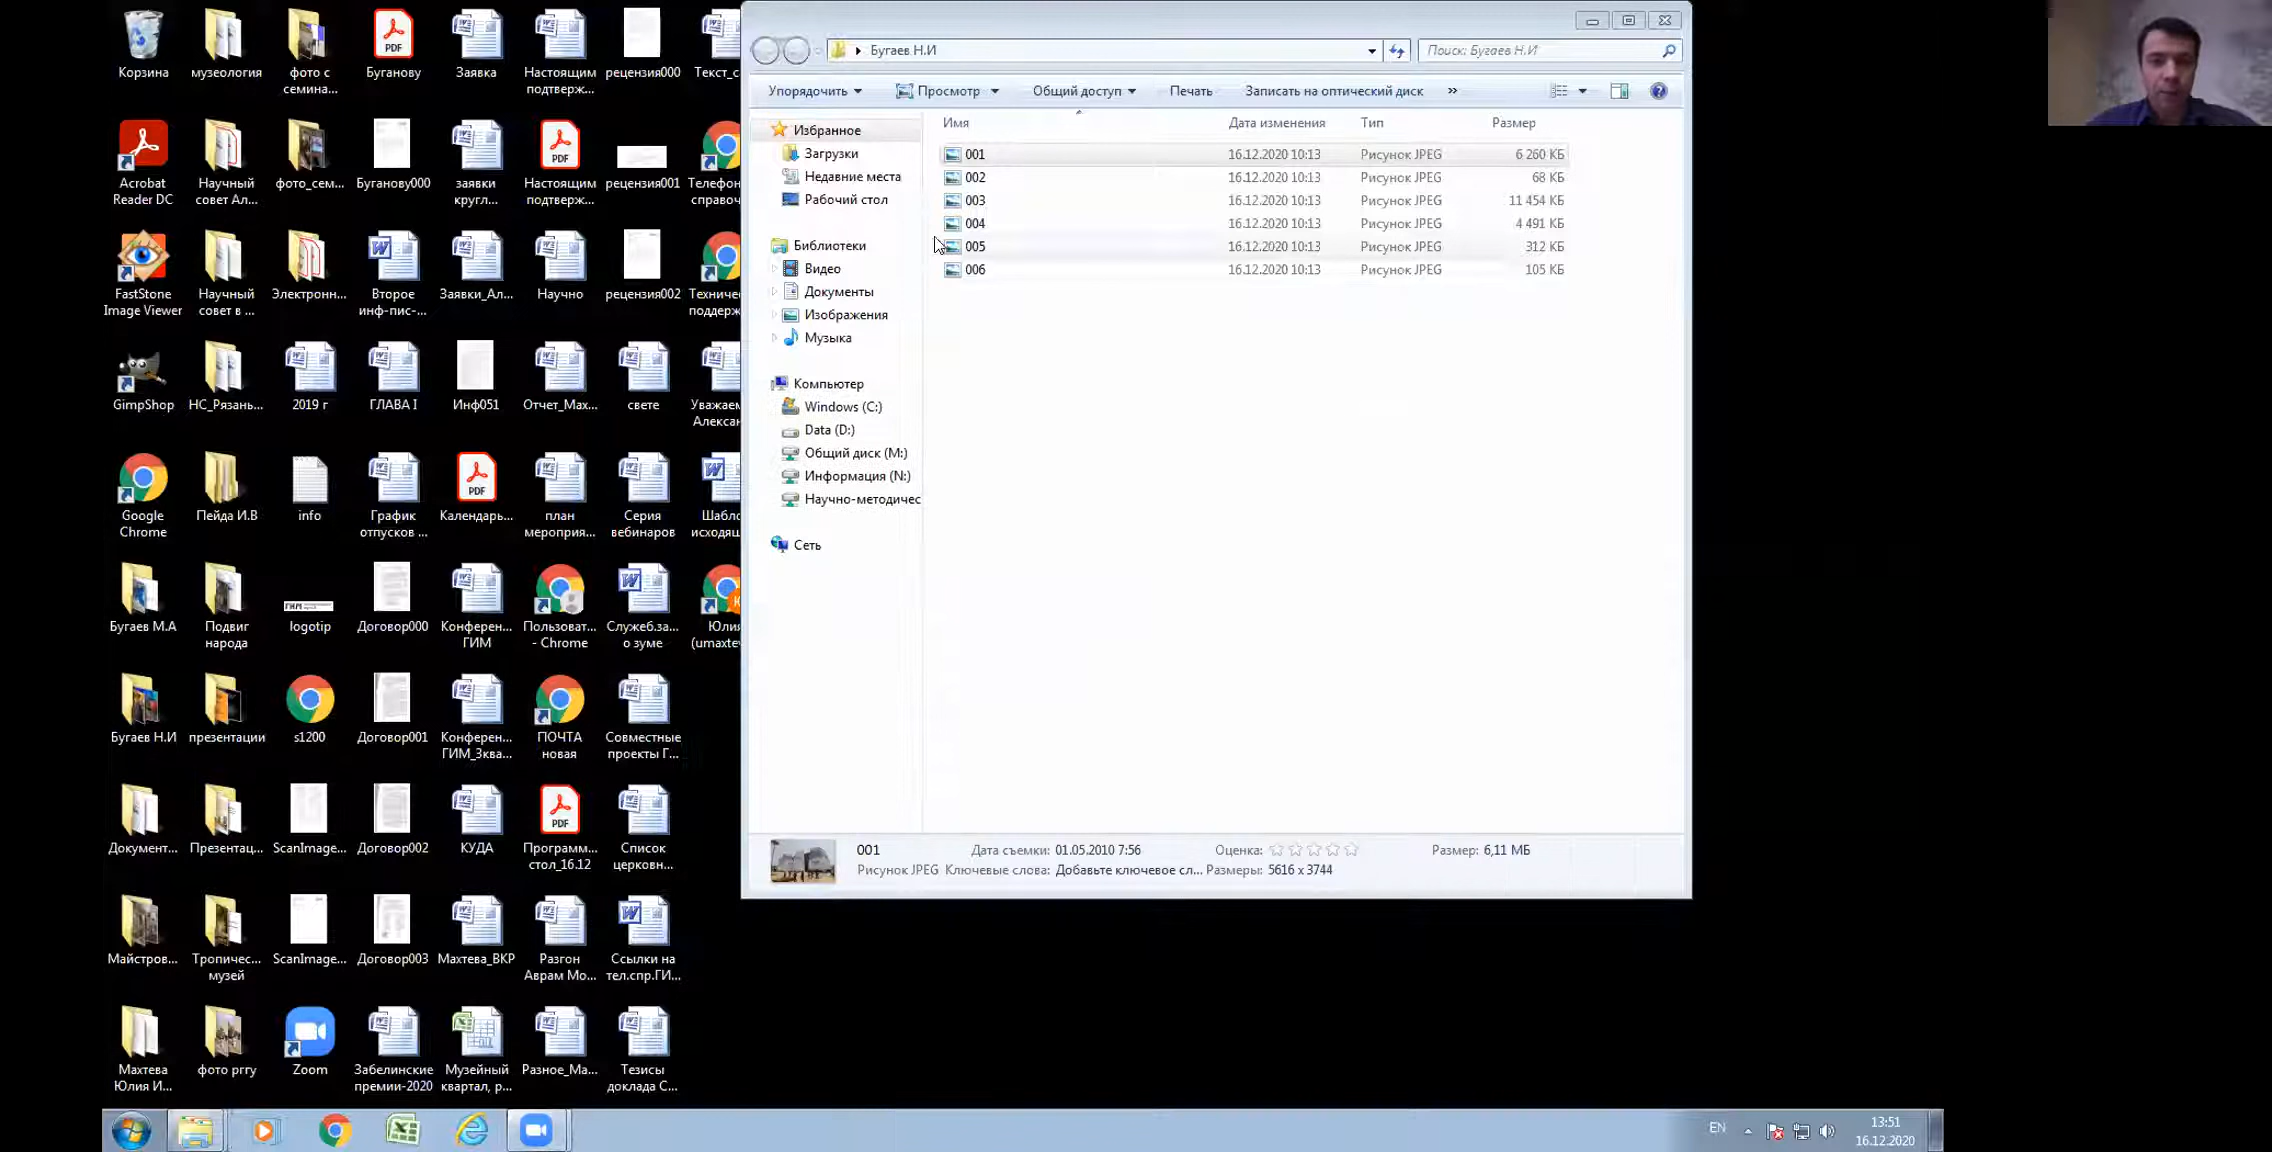 Корзина
музеология
фото с
семина...
Буганову
Заявка
Настоящим
подтверж...
рецензия000
Acrobat
Reader DC
Научный
совет Ал...
фото_сем...
Буганову000
заявки
кругл...
Настоящим
подтверж...
рецензия001
FastStone
Image Viewer
Научный
совет в ...
Электронн...
Второе
инф-пис-...
Заявки_Ал...
Научно
рецензия002
GimpShop
НС_Рязань...
2019 г
ГЛАВА I
Инф051
Отчет_Мах...
свете
Google
Chrome
Пейда И.В
info
График
отпусков ...
Календарь...
план
мероприя...
Серия
вебинаров
Бугаев М.А
Подвиг
народа
logotip
Договор000
Конферен...
ГИМ
Пользоват...
- Chrome
Служеб.за...
о зуме
Юлия
(umaxtev
Бугаев Н.И
презентации
s1200
Договор001
Конферен...
ГИМ_3ква...
ПОЧТА
новая
Совместные
проекты Г...
Документ...
Презентац...
ScanImage...
Договор002
КУДА
Программ...
стол_16.12
Список
церковн...
Майстров...
Тропичес...
музей
ScanImage...
Договор003
Махтева_ВКР
Разгон
Аврам Мо...
Ссылки на
тел.спр.ГИ...
Махтева
Юлия И...
фото рггу
Zoom
Забелинские
премии-2020
Музейный
квартал, р...
Разное_Ма...
Тезисы
доклада С...
Бугаев Н.И
Поиск: Бугаев Н.И
Упорядочить Просмотр Общий доступ Печать Записать на оптический диск »
Избранное
Загрузки
Недавние места
Рабочий стол
Библиотеки
Видео
Документы
Изображения
Музыка
Компьютер
Windows (C:)
Data (D:)
Общий диск (M:)
Информация (N:)
Научно-методичес
Сеть
Имя Дата изменения Тип Размер
001 16.12.2020 10:13 Рисунок JPEG 6 260 КБ
002 16.12.2020 10:13 Рисунок JPEG 68 КБ
003 16.12.2020 10:13 Рисунок JPEG 11 454 КБ
004 16.12.2020 10:13 Рисунок JPEG 4 491 КБ
005 16.12.2020 10:13 Рисунок JPEG 312 КБ
006 16.12.2020 10:13 Рисунок JPEG 105 КБ
001 Дата съемки: 01.05.2010 7:56 Оценка: Размер: 6,11 МБ
Рисунок JPEG Ключевые слова: Добавьте ключевое сл... Размеры: 5616 x 3744
EN
13:51
16.12.2020